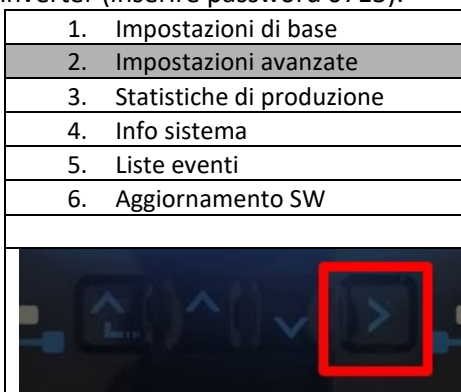 inverter (inserire password
1. Impostazioni di base
2. Impostazioni avanzate
3. Statistiche di produzione
4. Info sistema
5. Liste eventi
6. Aggiornamento SW